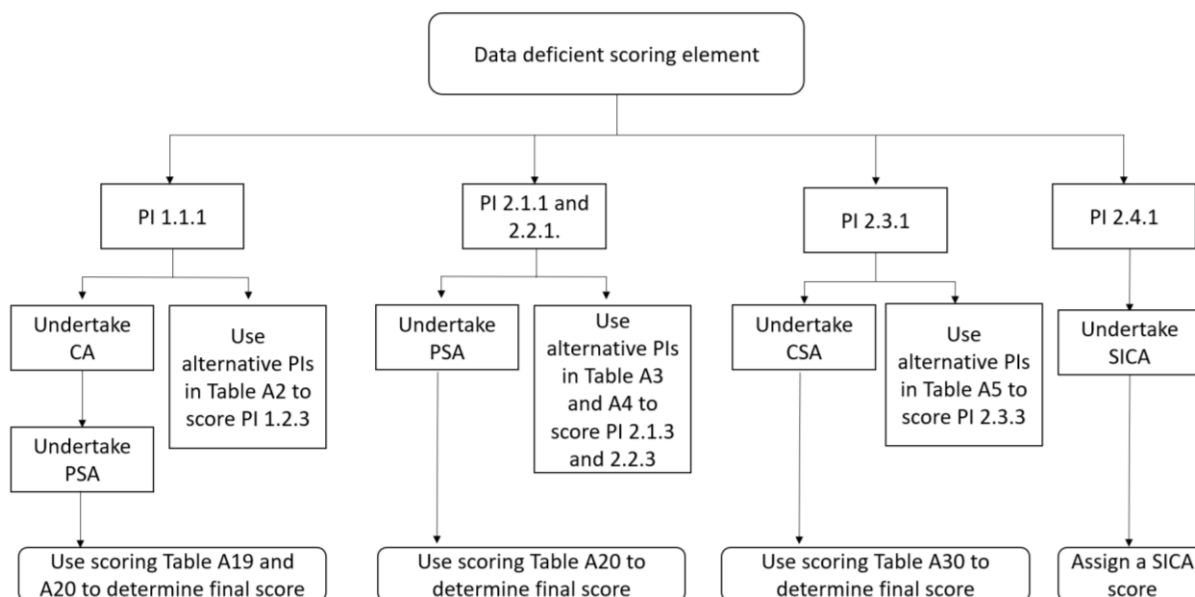 Data deficient scoring element
PI 1.1.1
PI 2.1.1 and
2.2.1.
PI 2.3.1
PI 2.4.1
Undertake
CA
Use
alternative PIs
in Table A2 to
score PI 1.2.3
Undertake
PSA
Undertake
PSA
Use
alternative PIs
in Table A3
and A4 to
score PI 2.1.3
and 2.2.3
Undertake
CSA
Use
alternative PIs
in Table A5 to
score PI 2.3.3
Undertake
SICA
Use scoring Table A19 and
A20 to determine final score
Use scoring Table A20 to
determine final score
Use scoring Table A30 to
determine final score
Assign a SICA
score